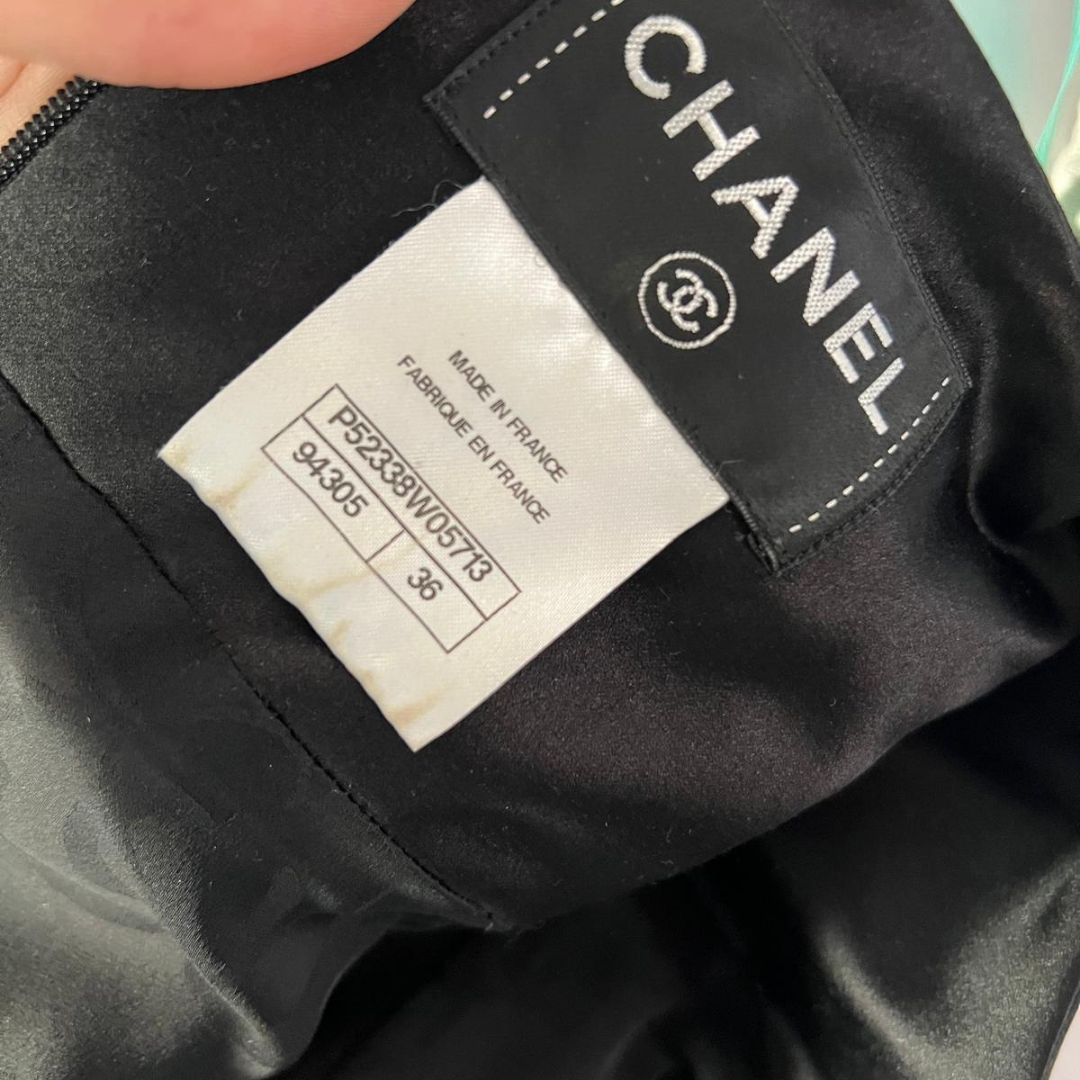 CHANEL
MADE IN FRANCE
FABRIQUE EN FRANCE
P52338W05713
94305 36